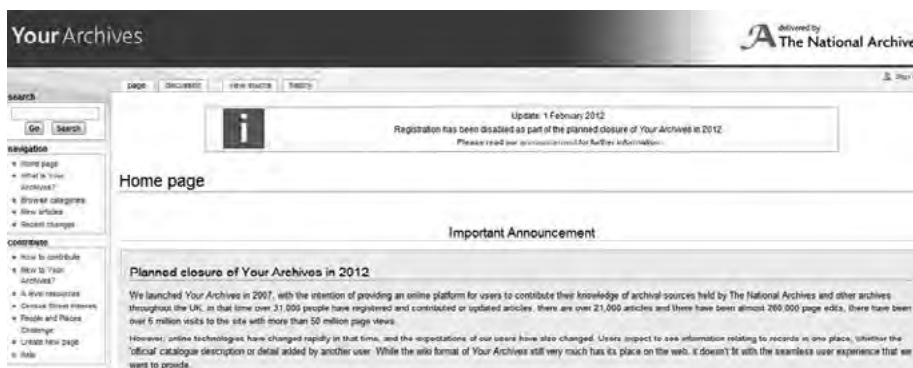 Your Archives
delivered by
The National Archive
page discussion view source history
search
Go Search
navigation
Home page
What is Your
Archives?
Browse categories
New articles
Recent changes
contribute
How to contribute
New to Your
Archives?
A level resources
Census Street Indexes
People and Places
Challenge
Create new page
Help
Update: 1 February 2012
Registration has been disabled as part of the planned closure of Your Archives in 2012
Please read our announcement for further information.
Home page
Important Announcement
Planned closure of Your Archives in 2012
We launched Your Archives in 2007, with the intention of providing an online platform for users to contribute their knowledge of archival sources held by The National Archives and other archives
throughout the UK. In that time over 31,000 people have registered and contributed or updated articles, there are over 21,000 articles and there have been almost 260,000 page edits, there have been
over 6 million visits to the site with more than 50 million page views.
However, online technologies have changed rapidly in that time, and the expectations of our users have also changed. Users expect to see information relating to records in one place, whether the
'official' catalogue description or detail added by another user. While the wiki format of Your Archives still very much has its place on the web, it doesn't fit with the seamless user experience that we
want to provide.